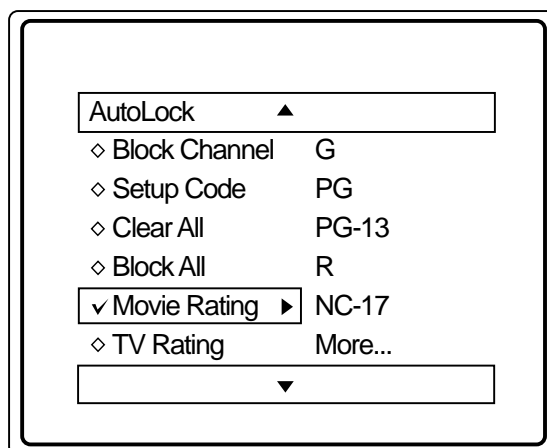 AutoLock
Block Channel G
Setup Code PG
Clear All PG-13
Block All R
Movie Rating NC-17
TV Rating More...